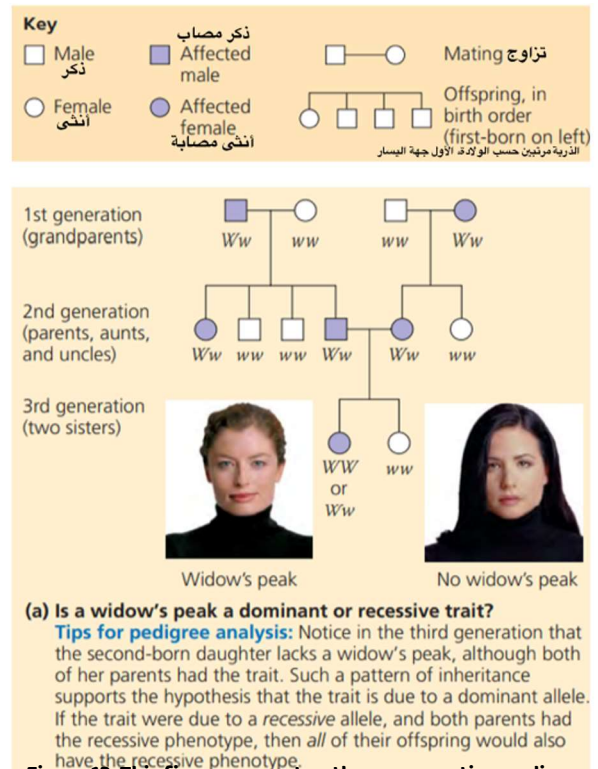 Key
Male
ذكر
ذكر مصاب
Affected
male
Mating تزاوج
Female
أنثى
Affected
female
أنثى مصابة
Offspring, in
birth order
(first-born on left)
الذرية مرتبين حسب الولادة، الأول جهة اليسار
1st generation
(grandparents)
Ww ww ww Ww
2nd generation
(parents, aunts,
and uncles)
Ww ww ww Ww Ww ww
3rd generation
(two sisters)
WW
or
Ww
ww
Widow's peak
No widow's peak
(a) Is a widow's peak a dominant or recessive trait?
Tips for pedigree analysis: Notice in the third generation that
the second-born daughter lacks a widow's peak, although both
of her parents had the trait. Such a pattern of inheritance
supports the hypothesis that the trait is due to a dominant allele.
If the trait were due to a recessive allele, and both parents had
the recessive phenotype, then all of their offspring would also
have the recessive phenotype.